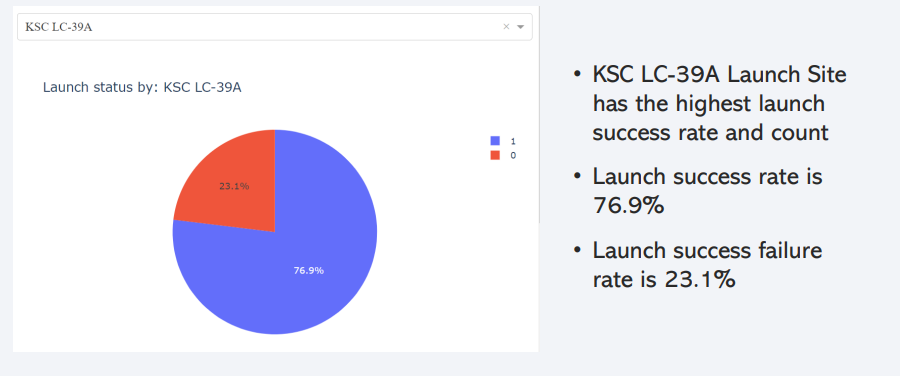 KSC LC-39A
Launch status by: KSC LC-39A
1
0
23.1%
76.9%
• KSC LC-39A Launch Site
has the highest launch
success rate and count
• Launch success rate is
76.9%
• Launch success failure
rate is 23.1%